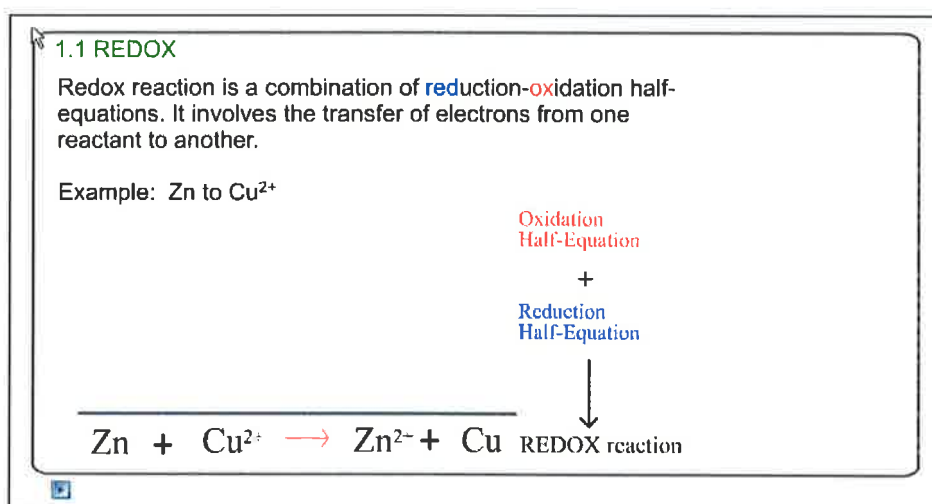 1.1 REDOX
Redox reaction is a combination of reduction-oxidation half-
equations. It involves the transfer of electrons from one
reactant to another.
Example: Zn to Cu²⁺
Oxidation
Half-Equation
+
Reduction
Half-Equation
Zn + Cu²⁺ → Zn²⁺ + Cu REDOX reaction